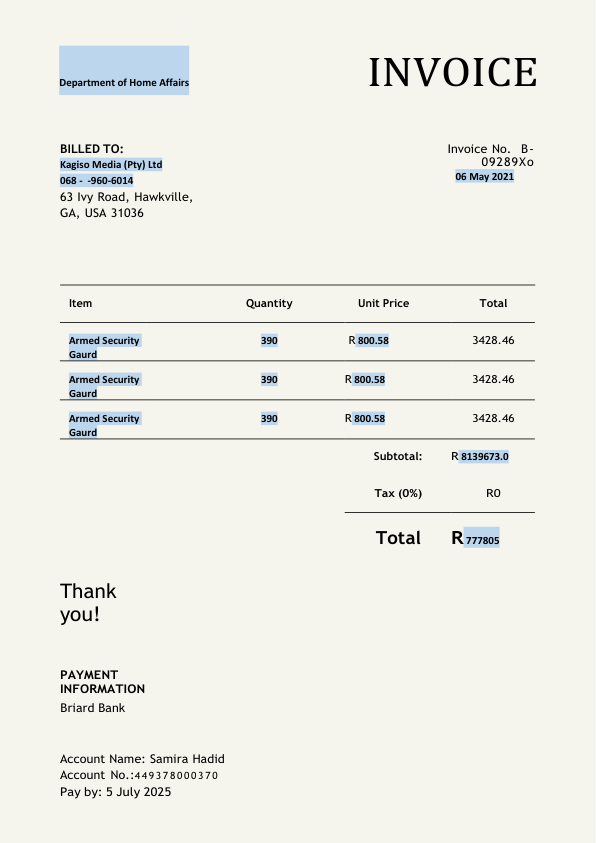 Department of Home Affairs
INVOICE
BILLED TO:
Kagiso Media (Pty) Ltd
068 -  -960-6014
63 Ivy Road, Hawkville,
GA, USA 31036
Invoice No.  B-
09289Xo
06 May 2021
Item Quantity Unit Price Total
Armed Security 390 R 800.58 3428.46
Gaurd
Armed Security 390 R 800.58 3428.46
Gaurd
Armed Security 390 R 800.58 3428.46
Gaurd
Subtotal: R 8139673.0
Tax (0%) R0
Total R 777805
Thank
you!
PAYMENT
INFORMATION
Briard Bank
Account Name: Samira Hadid
Account No.:449378000370
Pay by: 5 July 2025